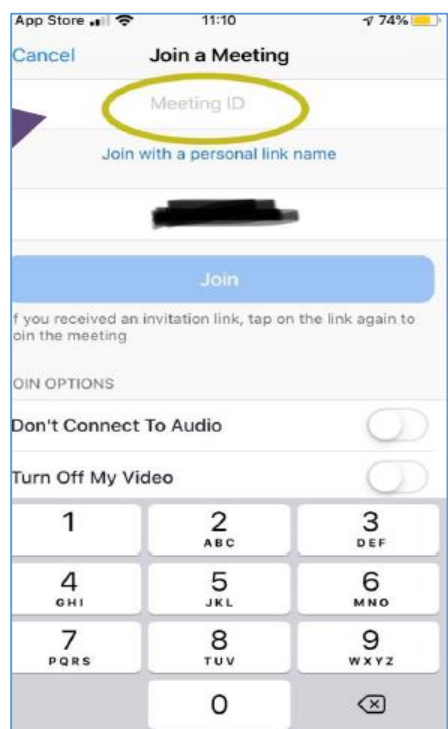 App Store 11:10 74%
Cancel Join a Meeting
Meeting ID
Join with a personal link name
Join
f you received an invitation link, tap on the link again to
oin the meeting
OIN OPTIONS
Don't Connect To Audio
Turn Off My Video
1 2 3
ABC DEF
4 5 6
GHI JKL MNO
7 8 9
PQRS TUV WXYZ
0